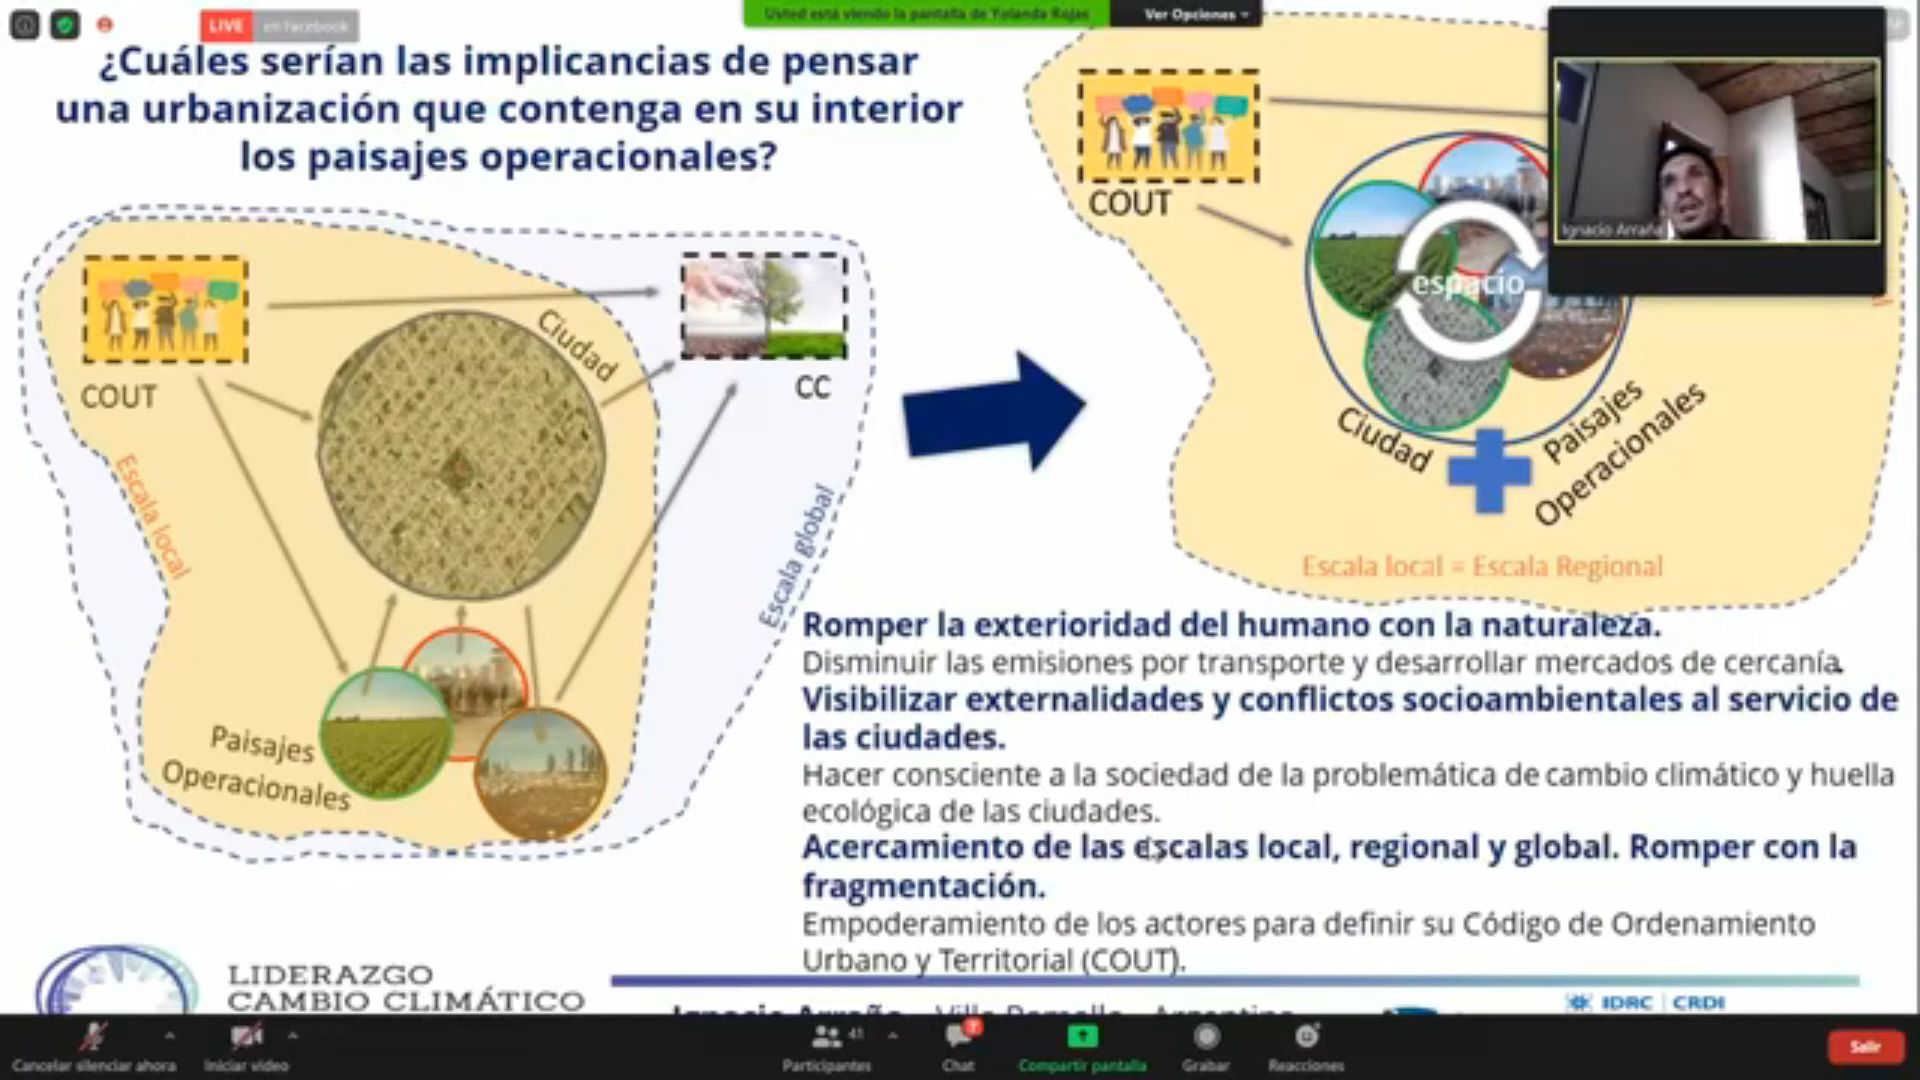 LIVE en Facebook
Usted está viendo la pantalla de Yolanda Rojas
Ver Opciones
¿Cuáles serían las implicancias de pensar
una urbanización que contenga en su interior
los paisajes operacionales?
COUT
Ciudad
CC
Escala local
Escala global
Paisajes
Operacionales
COUT
espacio
Ciudad
Paisajes
Operacionales
Escala local = Escala Regional
Ignacio Arraña
Romper la exterioridad del humano con la naturaleza.
Disminuir las emisiones por transporte y desarrollar mercados de cercanía.
Visibilizar externalidades y conflictos socioambientales al servicio de
las ciudades.
Hacer consciente a la sociedad de la problemática de cambio climático y huella
ecológica de las ciudades.
Acercamiento de las escalas local, regional y global. Romper con la
fragmentación.
Empoderamiento de los actores para definir su Código de Ordenamiento
Urbano y Territorial (COUT).
LIDERAZGO
CAMBIO CLIMÁTICO
IDRC | CRDI
Cancelar silenciar ahora
Iniciar video
Participantes
41
Chat
Compartir pantalla
Grabar
Reacciones
Salir